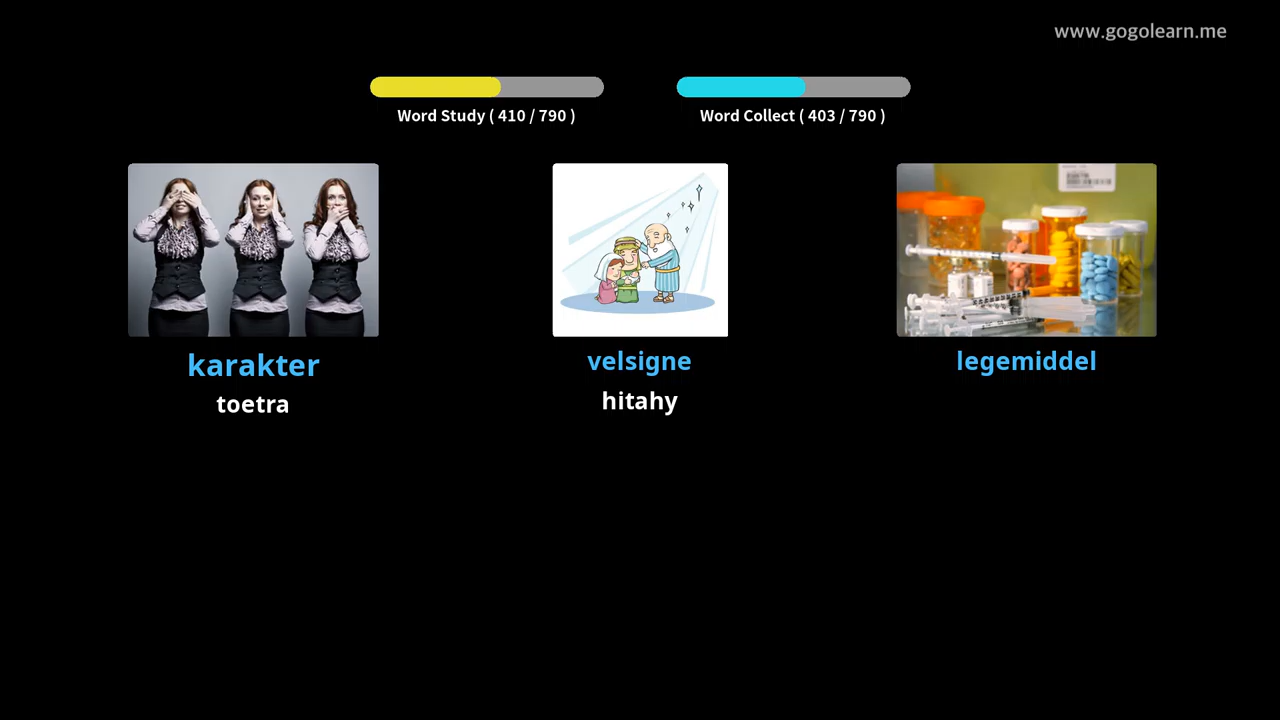 www.gogolearn.me
Word Study ( 410 / 790 )
Word Collect ( 403 / 790 )
karakter
toetra
velsigne
hitahy
legemiddel